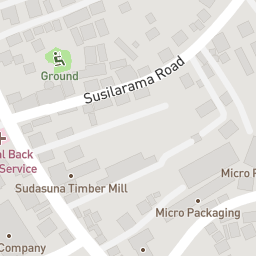 Ground
Susilarama Road
al Back
Service
Sudasuna Timber Mill
Micro P
Micro Packaging
Company